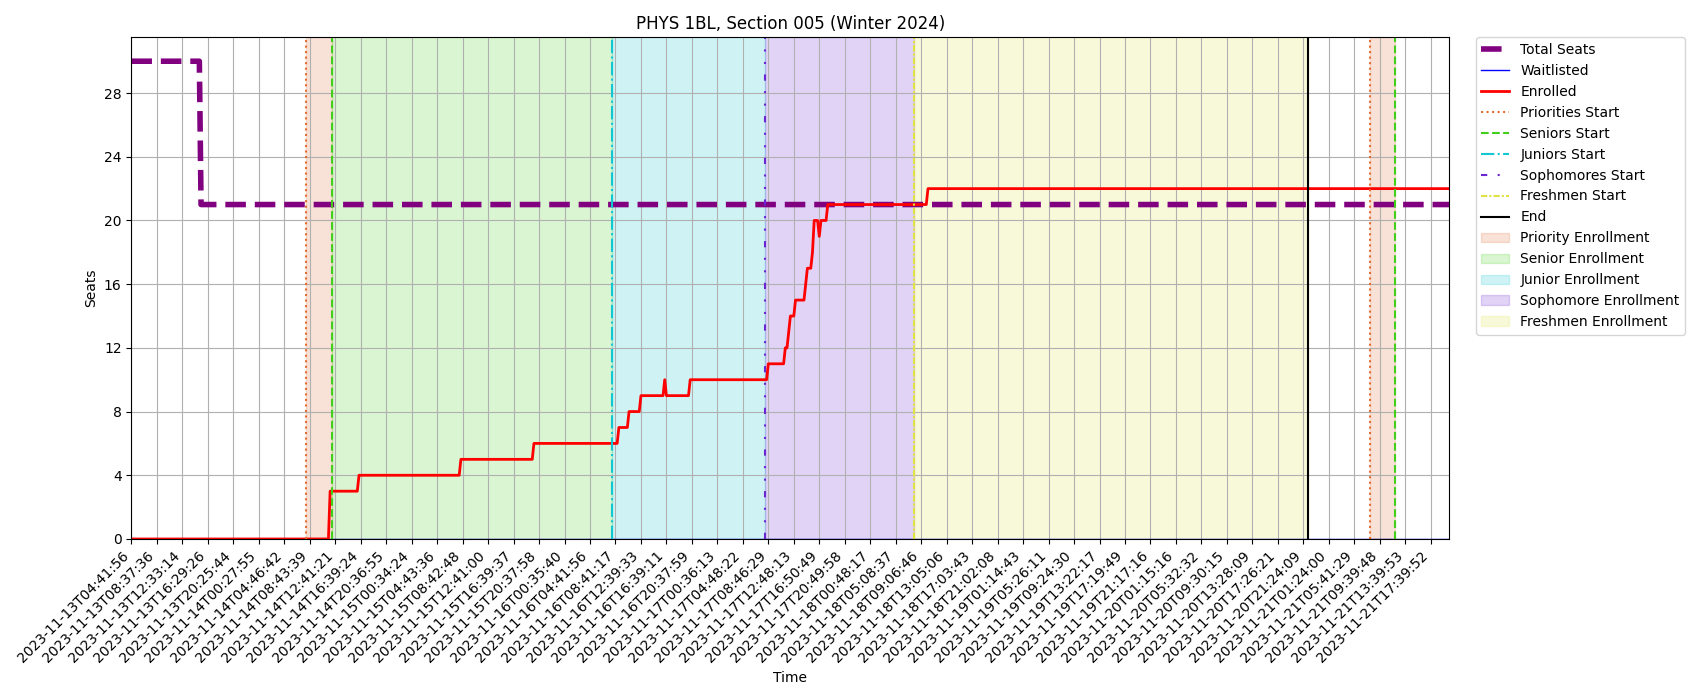 PHYS 1BL, Section 005 (Winter 2024)
Seats
28
24
20
16
12
8
4
0
2023-11-13T04:41:56
2023-11-13T08:37:36
2023-11-13T12:33:14
2023-11-13T16:29:26
2023-11-13T20:25:44
2023-11-14T00:27:55
2023-11-14T04:46:42
2023-11-14T08:43:39
2023-11-14T12:41:21
2023-11-14T16:39:24
2023-11-14T20:36:55
2023-11-15T00:34:24
2023-11-15T04:43:36
2023-11-15T08:42:48
2023-11-15T12:41:00
2023-11-15T16:39:37
2023-11-15T20:37:58
2023-11-16T00:35:40
2023-11-16T04:41:56
2023-11-16T08:41:17
2023-11-16T12:39:33
2023-11-16T16:39:11
2023-11-16T20:37:59
2023-11-17T00:36:13
2023-11-17T04:48:22
2023-11-17T08:46:29
2023-11-17T12:48:13
2023-11-17T16:50:49
2023-11-17T20:49:58
2023-11-18T00:48:17
2023-11-18T05:08:37
2023-11-18T09:06:46
2023-11-18T13:05:06
2023-11-18T17:03:43
2023-11-18T21:02:08
2023-11-19T01:14:43
2023-11-19T05:26:11
2023-11-19T09:24:30
2023-11-19T13:22:17
2023-11-19T17:19:49
2023-11-19T21:17:16
2023-11-20T01:15:16
2023-11-20T05:32:32
2023-11-20T09:30:15
2023-11-20T13:28:09
2023-11-20T17:26:21
2023-11-20T21:24:09
2023-11-21T01:24:00
2023-11-21T05:41:29
2023-11-21T09:39:48
2023-11-21T13:39:53
2023-11-21T17:39:52
Time
Total Seats
Waitlisted
Enrolled
Priorities Start
Seniors Start
Juniors Start
Sophomores Start
Freshmen Start
End
Priority Enrollment
Senior Enrollment
Junior Enrollment
Sophomore Enrollment
Freshmen Enrollment